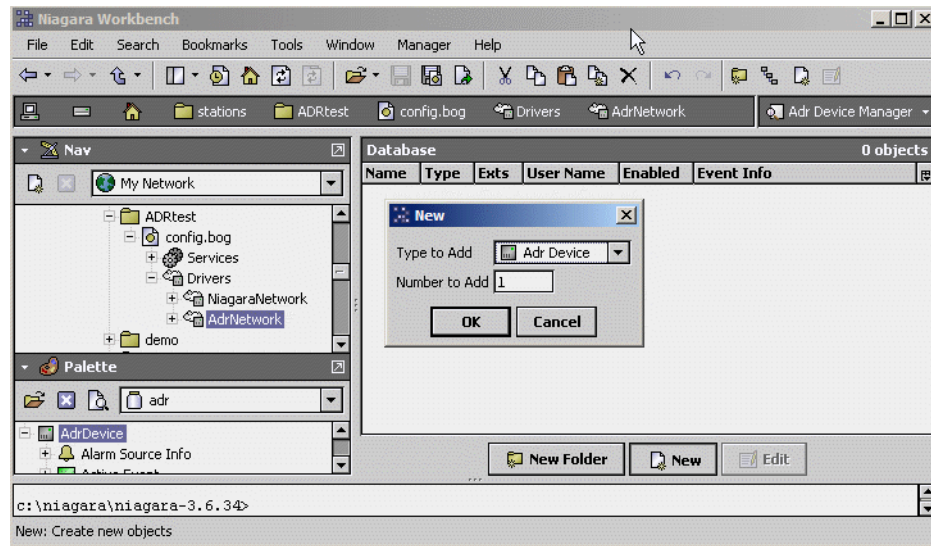 Niagara Workbench
File Edit Search Bookmarks Tools Window Manager Help
stations ADRtest config.bog Drivers AdrNetwork Adr Device Manager
Nav
My Network
ADRtest
config.bog
Services
Drivers
NiagaraNetwork
AdrNetwork
demo
Palette
adr
AdrDevice
Alarm Source Info
Active Event
Database 0 objects
Name Type Exts User Name Enabled Event Info
New
Type to Add Adr Device
Number to Add 1
OK Cancel
New Folder New Edit
c:\niagara\niagara-3.6.34>
New: Create new objects